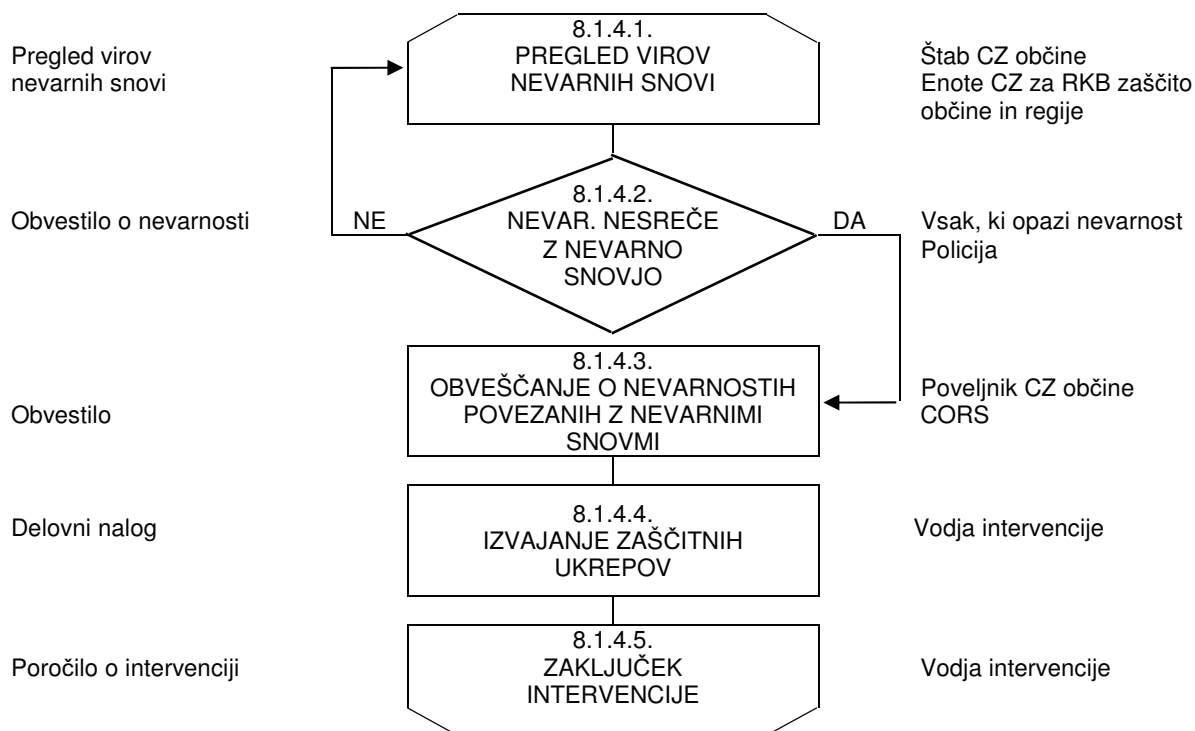 8.1.4.1.
Pregled virov
nevarnih snovi
PREGLED VIROV
NEVARNIH SNOVI
Štab CZ občine
Enote CZ za RKB zaščito
občine in regije
Obvestilo o nevarnosti
NE
8.1.4.2.
NEVAR. NESREČE
Z NEVARNO
SNOVJO
DA
Vsak, ki opazi nevarnost
Policija
Obvestilo
8.1.4.3.
OBVEŠČANJE O NEVARNOSTIH
POVEZANIH Z NEVARNIMI
SNOVMI
Poveljnik CZ občine
CORS
Delovni nalog
8.1.4.4.
IZVAJANJE ZAŠČITNIH
UKREPOV
Vodja intervencije
Poročilo o intervenciji
8.1.4.5.
ZAKLJUČEK
INTERVENCIJE
Vodja intervencije